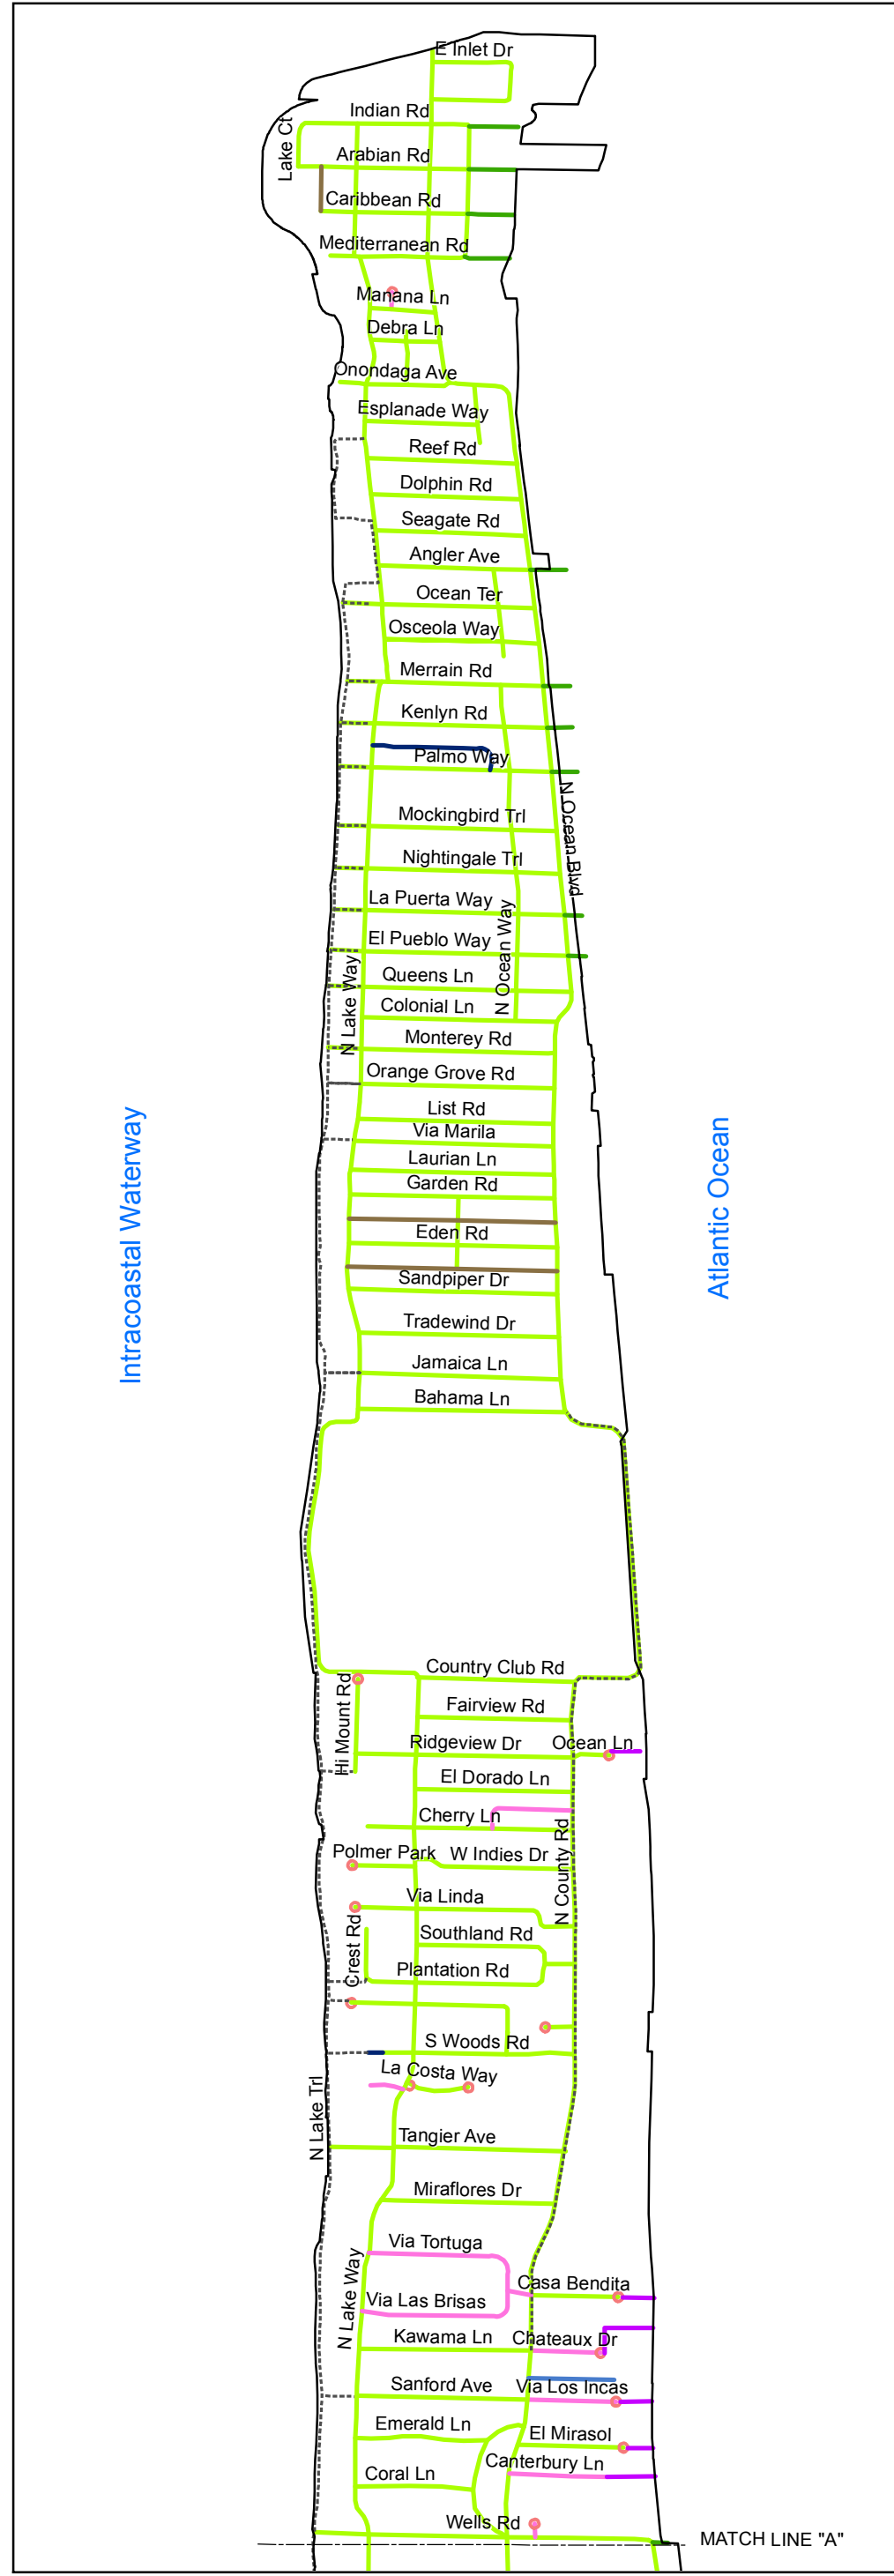 E Inlet Dr
Indian Rd
Lake Ct
Arabian Rd
Caribbean Rd
Mediterranean Rd
Manana Ln
Debra Ln
Onondaga Ave
Esplanade Way
Reef Rd
Dolphin Rd
Seagate Rd
Angler Ave
Ocean Ter
Osceola Way
Merrain Rd
Kenlyn Rd
Palmo Way
N Ocean Blvd
Mockingbird Trl
Nightingale Trl
La Puerta Way
N Ocean Way
El Pueblo Way
N Lake Way
Queens Ln
Colonial Ln
Monterey Rd
Orange Grove Rd
List Rd
Via Marila
Intracoastal Waterway
Atlantic Ocean
Laurian Ln
Garden Rd
Eden Rd
Sandpiper Dr
Tradewind Dr
Jamaica Ln
Bahama Ln
Country Club Rd
Hi Mount Rd
Fairview Rd
Ridgeview Dr
Ocean Ln
El Dorado Ln
Cherry Ln
N County Rd
Polmer Park
W Indies Dr
Via Linda
Crest Rd
Southland Rd
Plantation Rd
S Woods Rd
La Costa Way
N Lake Trl
Tangier Ave
Miraflores Dr
Via Tortuga
N Lake Way
Casa Bendita
Via Las Brisas
Kawama Ln
Chateaux Dr
Sanford Ave
Via Los Incas
Emerald Ln
El Mirasol
Canterbury Ln
Coral Ln
Wells Rd
MATCH LINE "A"